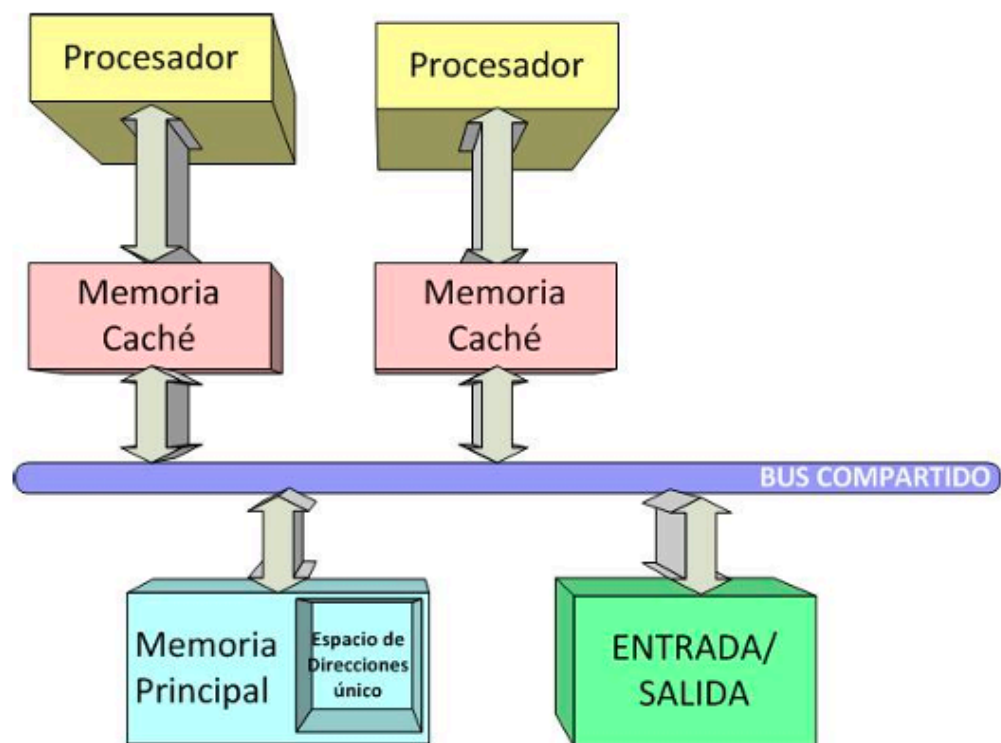 Procesador
Procesador
Memoria
Caché
Memoria
Caché
BUS COMPARTIDO
Memoria
Principal
Espacio de
Direcciones
único
ENTRADA/
SALIDA